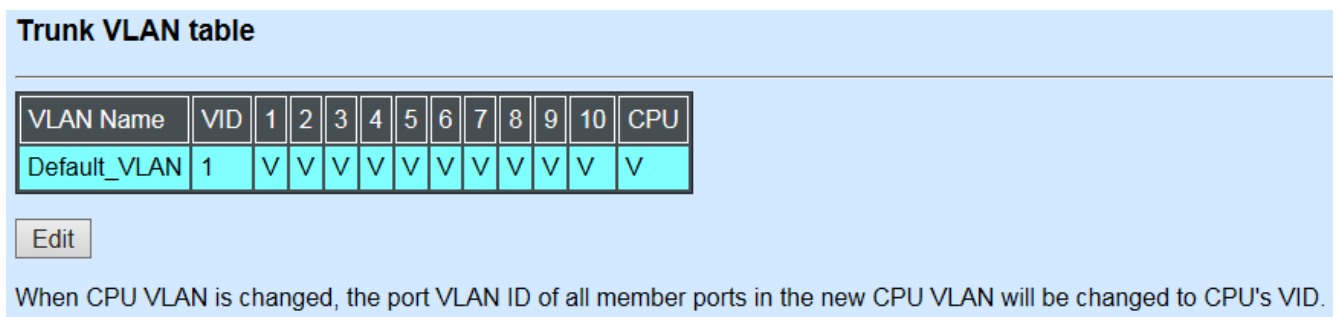 Trunk VLAN table
VLAN Name VID 1 2 3 4 5 6 7 8 9 10 CPU
Default_VLAN 1 V V V V V V V V V V V
Edit
When CPU VLAN is changed, the port VLAN ID of all member ports in the new CPU VLAN will be changed to CPU's VID.